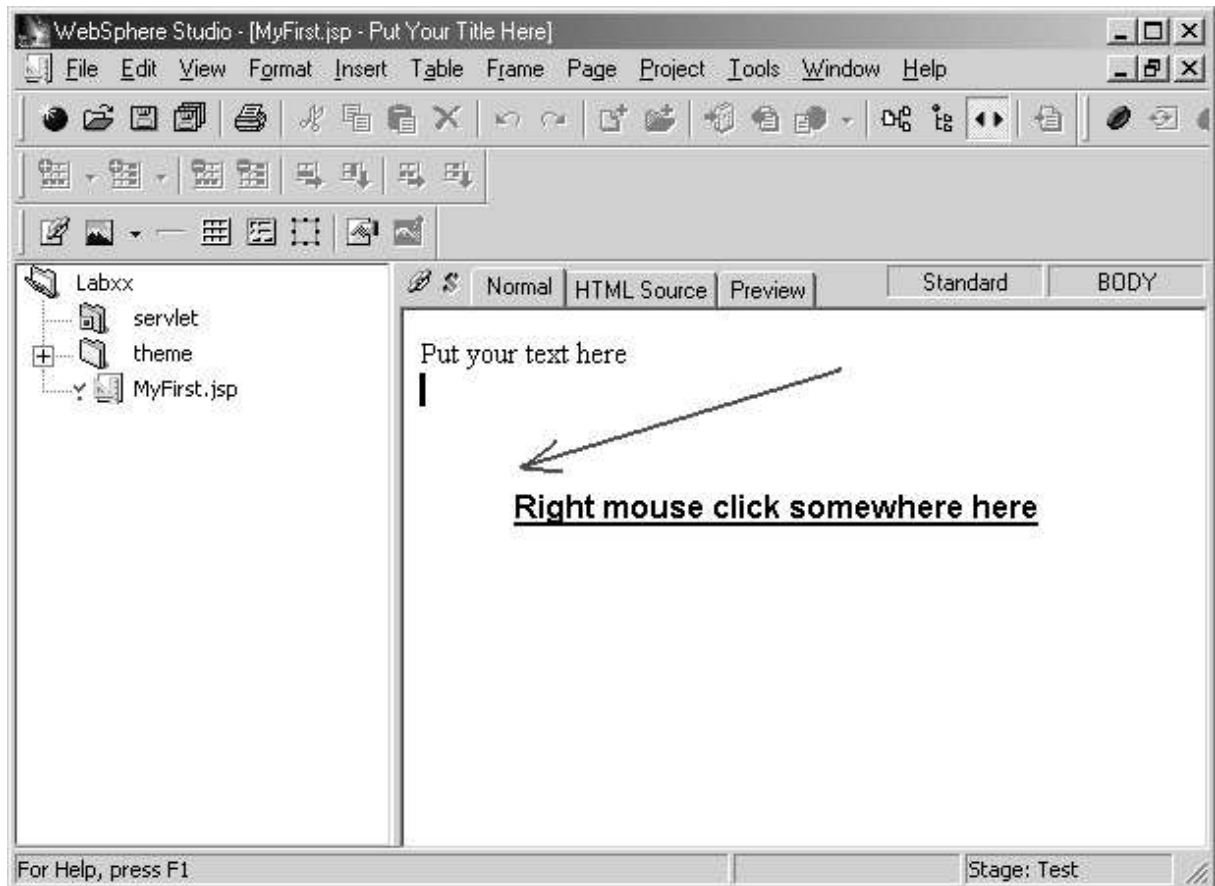 WebSphere Studio - [MyFirst.jsp - Put Your Title Here]
File Edit View Format Insert Table Frame Page Project Tools Window Help
Labxx
servlet
theme
MyFirst.jsp
Normal HTML Source Preview Standard BODY
Put your text here
Right mouse click somewhere here
For Help, press F1 Stage: Test